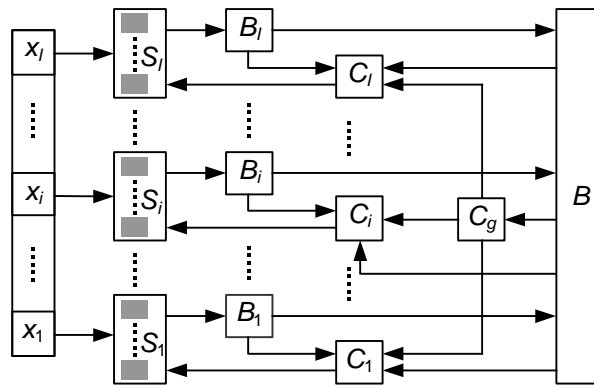 x_l S_l B_l C_l
x_i S_i B_i C_i C_g B
x_1 S_1 B_1 C_1